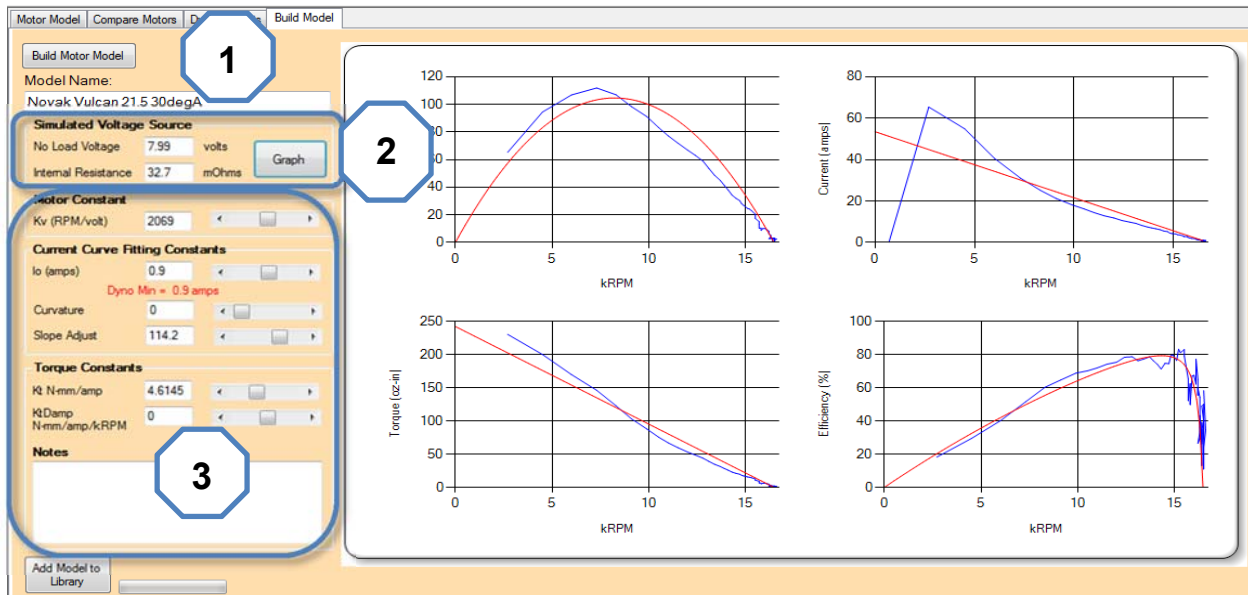 Motor Model
Compare Motors
Build Model
Build Motor Model
1
Model Name:
Novak Vulcan 21.5 30degA
Simulated Voltage Source
No Load Voltage 7.99 volts
Internal Resistance 32.7 mOhms
Graph
2
Motor Constant
Kv (RPM/volt) 2069
Current Curve Fitting Constants
Io (amps) 0.9
Dyno Min = 0.9 amps
Curvature 0
Slope Adjust 114.2
Torque Constants
Kt N-mm/amp 4.6145
KtDamp 0
N-mm/amp/kRPM
Notes
3
Add Model to
Library
120
100
80
60
40
20
0
0 5 10 15
kRPM
80
60
40
20
0
Current (amps)
0 5 10 15
kRPM
250
200
150
100
50
0
Torque (oz-in)
0 5 10 15
kRPM
100
80
60
40
20
0
Efficiency (%)
0 5 10 15
kRPM